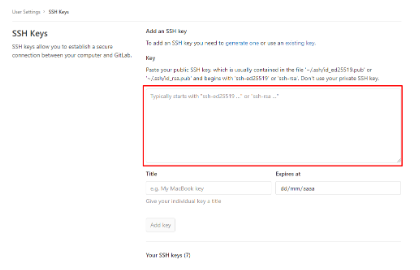 User Settings > SSH Keys
SSH Keys
SSH keys allow you to establish a secure
connection between your computer and GitLab.
Add an SSH key
To add an SSH key you need to generate one or use an existing key.
Key
Paste your public SSH key, which is usually contained in the file '~/.ssh/id_ed25519.pub' or
'~/.ssh/id_rsa.pub' and begins with 'ssh-ed25519' or 'ssh-rsa'. Don't use your private SSH key.
Typically starts with "ssh-ed25519 ..." or "ssh-rsa ..."
Title
Expires at
e.g. My MacBook key
dd/mm/aaaa
Give your individual key a title
Add key
Your SSH keys (7)